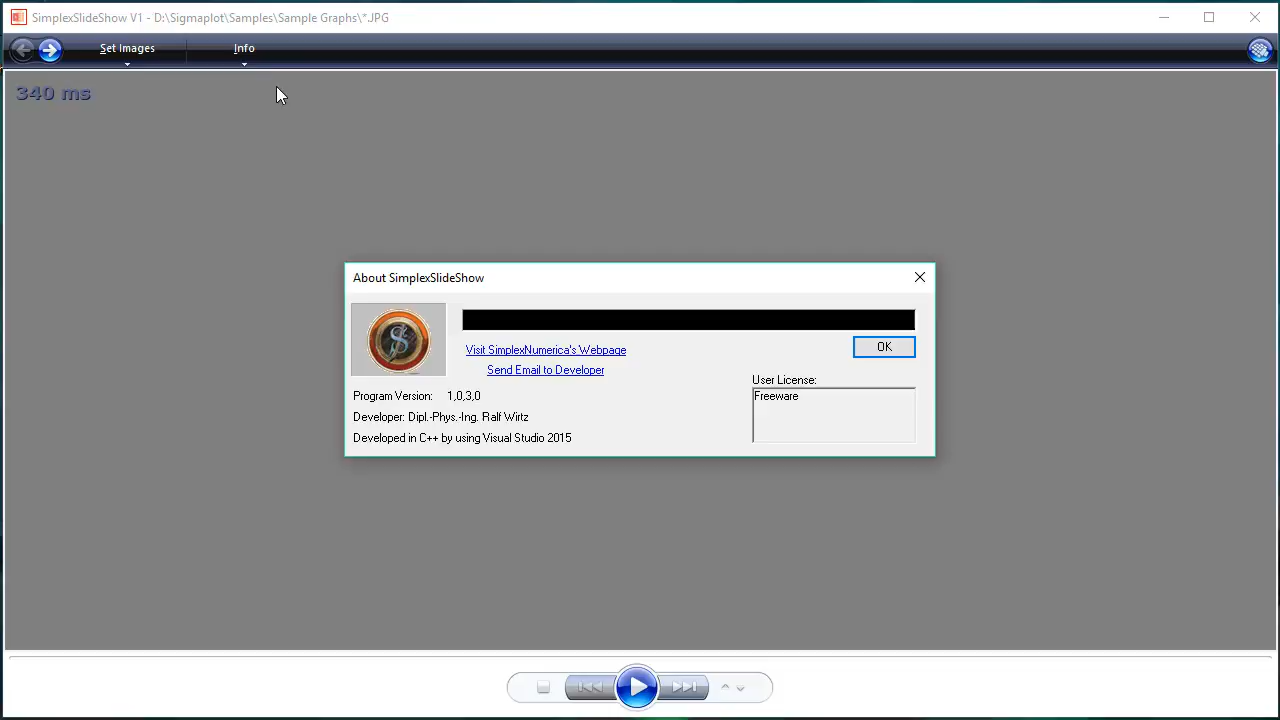 SimplexSlideShow V1 - D:\Sigmaplot\Samples\Sample Graphs\*.JPG
Set Images
Info
340 ms
About SimplexSlideShow
Visit SimplexNumerica's Webpage
OK
Send Email to Developer
User License:
Freeware
Program Version: 1,0,3,0
Developer: Dipl.-Phys.-Ing. Ralf Wirtz
Developed in C++ by using Visual Studio 2015